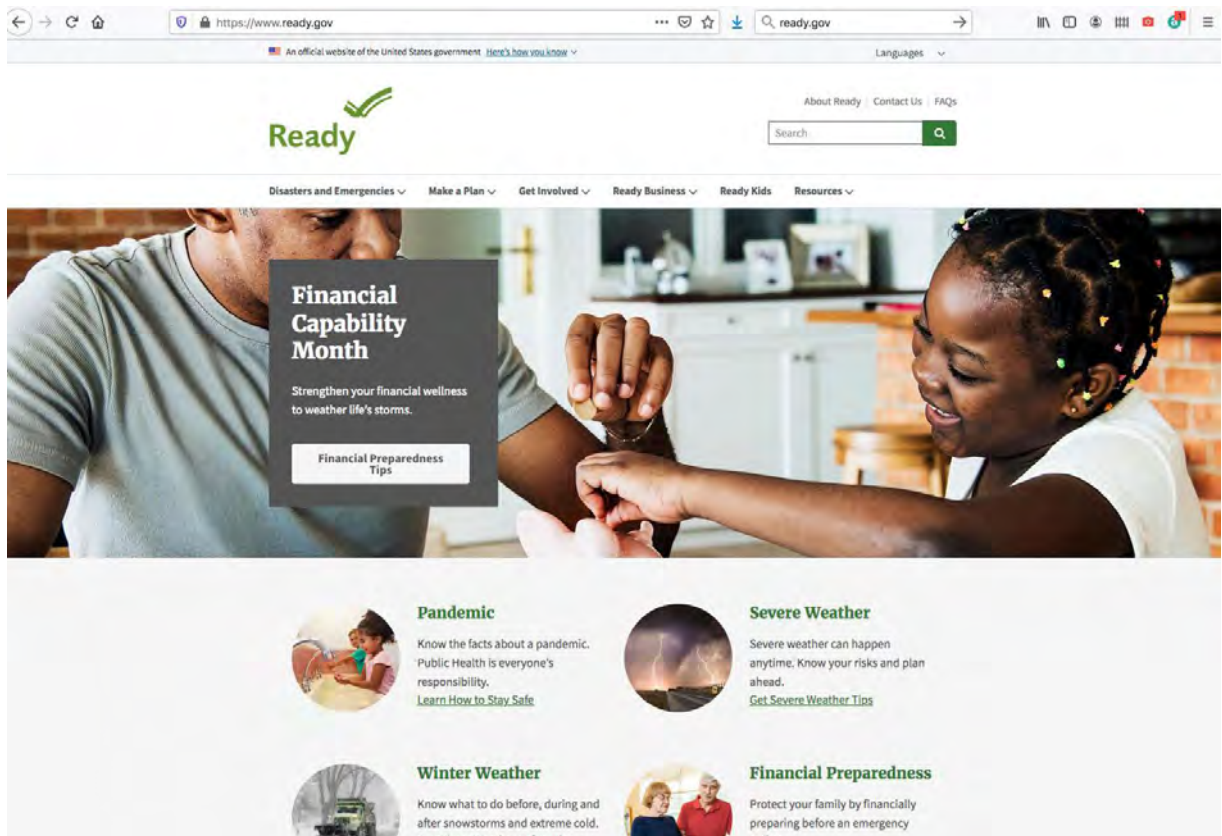 https://www.ready.gov
ready.gov
An official website of the United States government Here's how you know
Languages
Ready
About Ready
Contact Us
FAQs
Search
Disasters and Emergencies
Make a Plan
Get Involved
Ready Business
Ready Kids
Resources
Financial
Capability
Month
Strengthen your financial wellness
to weather life's storms.
Financial Preparedness
Tips
Pandemic
Know the facts about a pandemic.
Public Health is everyone's
responsibility.
Learn How to Stay Safe
Severe Weather
Severe weather can happen
anytime. Know your risks and plan
ahead.
Get Severe Weather Tips
Winter Weather
Know what to do before, during and
after snowstorms and extreme cold.
Financial Preparedness
Protect your family by financially
preparing before an emergency